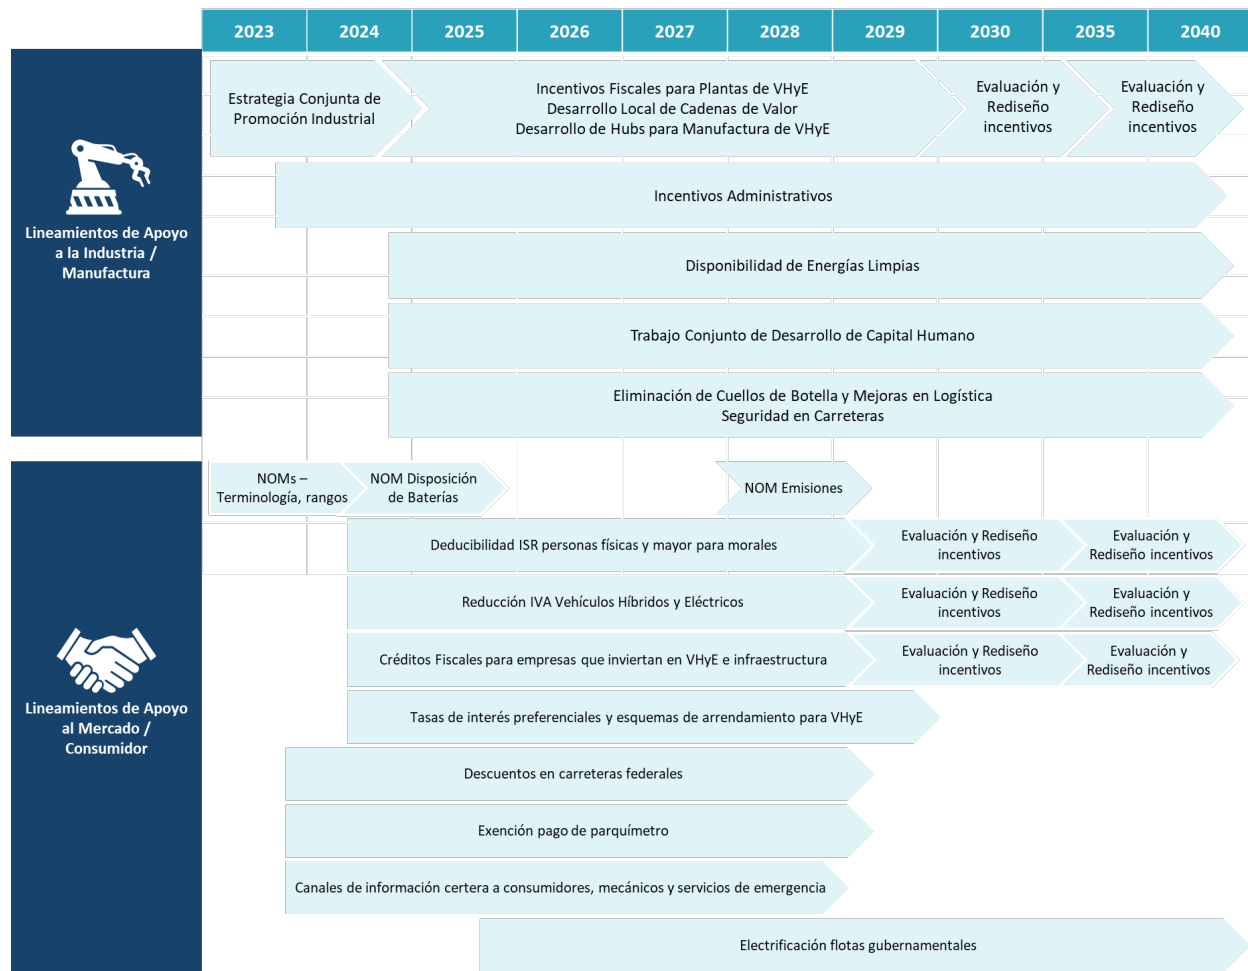 2023 2024 2025 2026 2027 2028 2029 2030 2035 2040
Lineamientos de Apoyo
a la Industria /
Manufactura
Estrategia Conjunta de
Promoción Industrial
Incentivos Fiscales para Plantas de VHyE
Desarrollo Local de Cadenas de Valor
Desarrollo de Hubs para Manufactura de VHyE
Evaluación y
Rediseño
incentivos
Evaluación y
Rediseño
incentivos
Incentivos Administrativos
Disponibilidad de Energías Limpias
Trabajo Conjunto de Desarrollo de Capital Humano
Eliminación de Cuellos de Botella y Mejoras en Logística
Seguridad en Carreteras
Lineamientos de Apoyo
al Mercado /
Consumidor
NOMs –
Terminología, rangos
NOM Disposición
de Baterías
NOM Emisiones
Deducibilidad ISR personas físicas y mayor para morales
Evaluación y Rediseño
incentivos
Evaluación y
Rediseño incentivos
Reducción IVA Vehículos Híbridos y Eléctricos
Evaluación y Rediseño
incentivos
Evaluación y
Rediseño incentivos
Créditos Fiscales para empresas que inviertan en VHyE e infraestructura
Evaluación y Rediseño
incentivos
Evaluación y
Rediseño incentivos
Tasas de interés preferenciales y esquemas de arrendamiento para VHyE
Descuentos en carreteras federales
Exención pago de parquímetro
Canales de información certera a consumidores, mecánicos y servicios de emergencia
Electrificación flotas gubernamentales